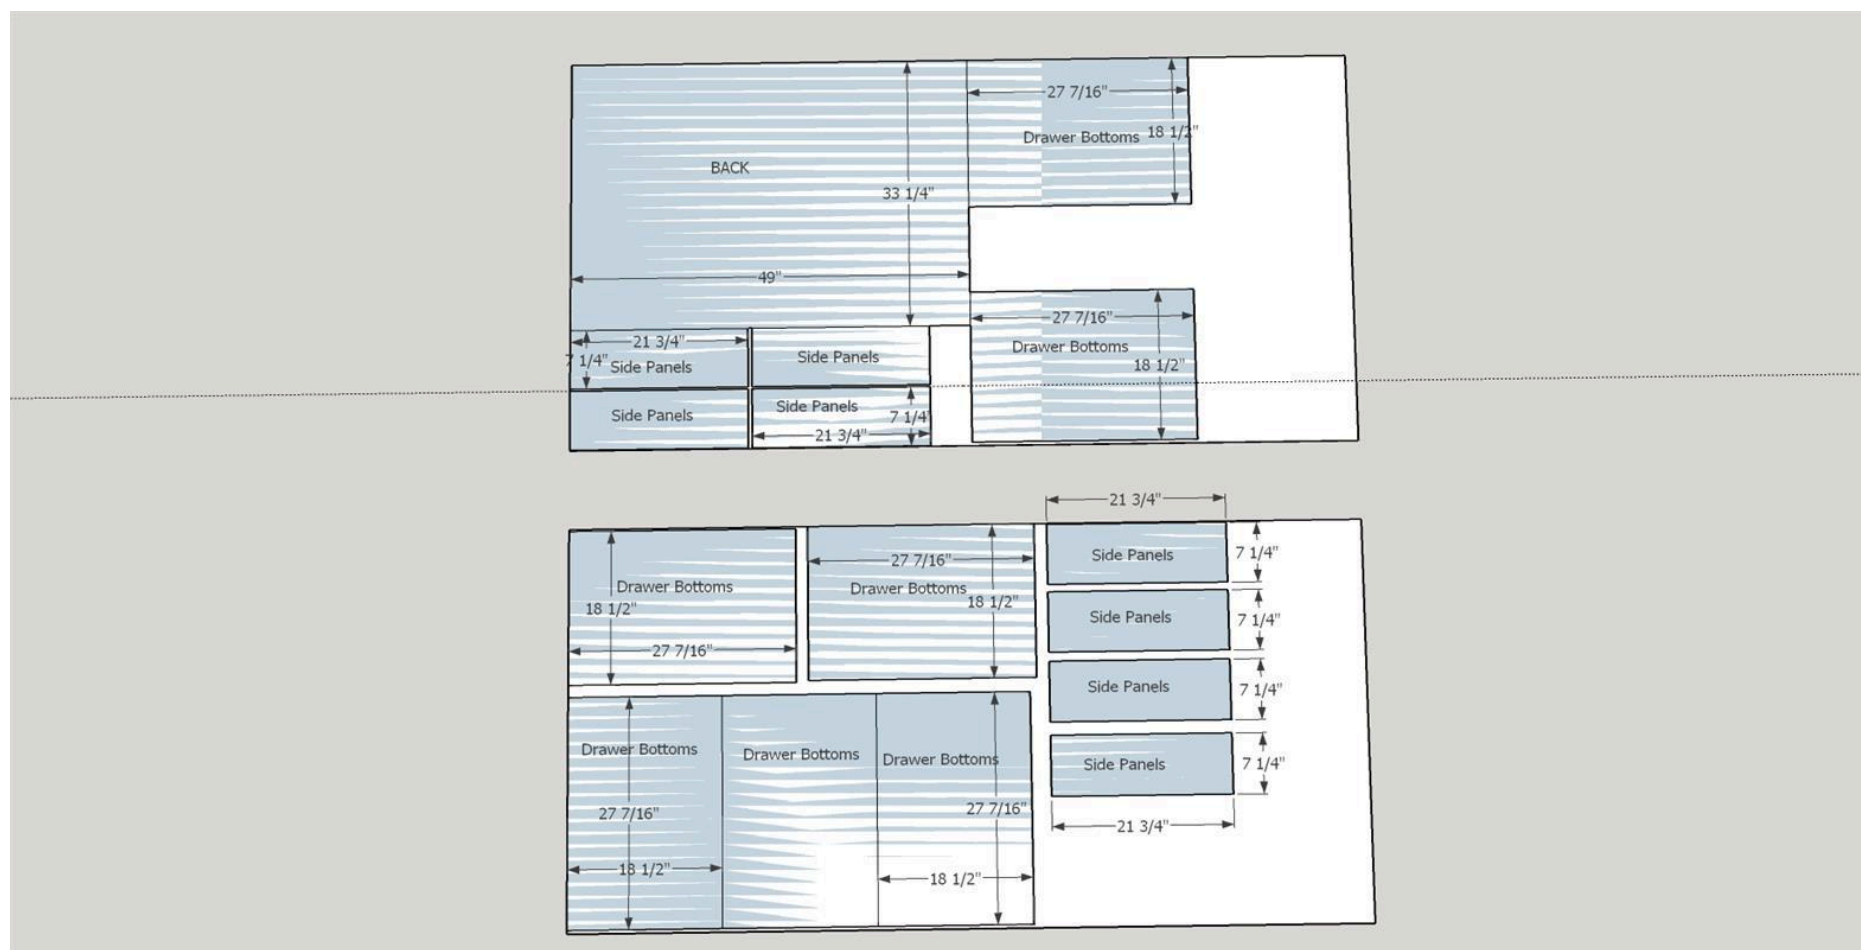 27 7/16"
Drawer Bottoms
18 1/2"
BACK
33 1/4"
49"
27 7/16"
Drawer Bottoms
18 1/2"
21 3/4"
7 1/4"
Side Panels
Side Panels
Side Panels
Side Panels
7 1/4"
21 3/4"
21 3/4"
Side Panels
7 1/4"
27 7/16"
Drawer Bottoms
18 1/2"
Drawer Bottoms
18 1/2"
27 7/16"
Side Panels
7 1/4"
Side Panels
7 1/4"
Drawer Bottoms
Drawer Bottoms
Drawer Bottoms
Side Panels
7 1/4"
27 7/16"
27 7/16"
21 3/4"
18 1/2"
18 1/2"